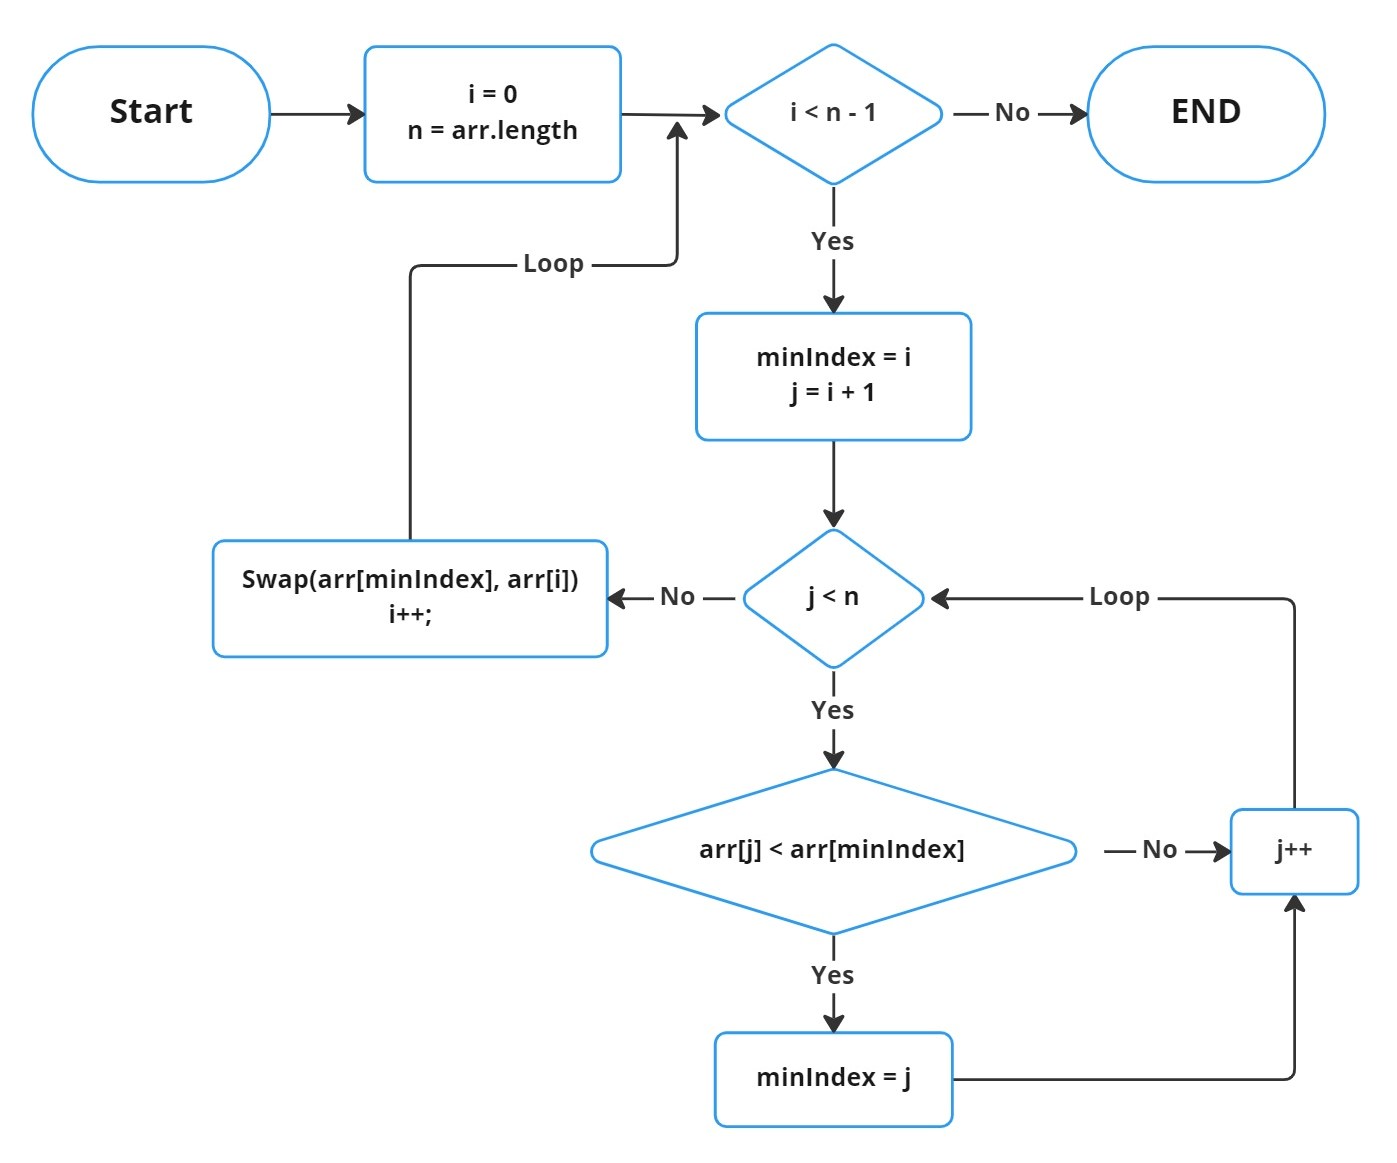 Start
i = 0
n = arr.length
i < n - 1
No
END
Yes
Loop
minIndex = i
j = i + 1
Swap(arr[minIndex], arr[i])
i++;
No
j < n
Loop
Yes
arr[j] < arr[minIndex]
No
j++
Yes
minIndex = j